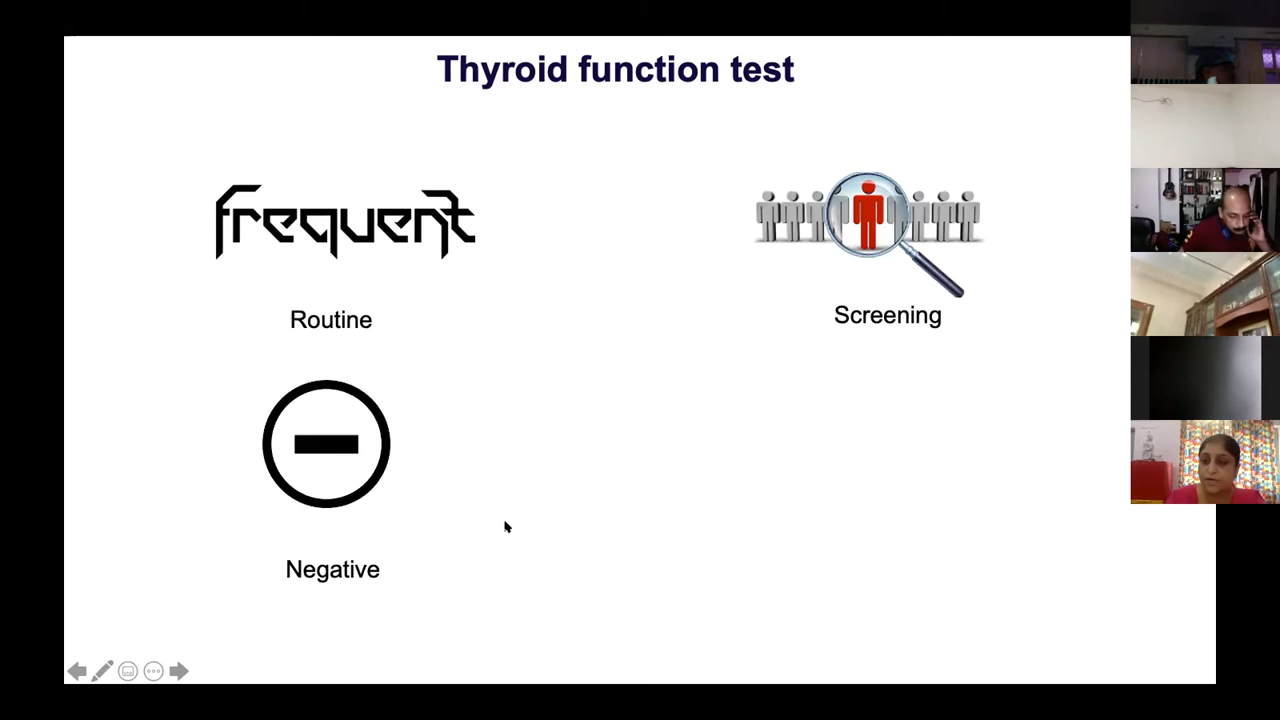 Thyroid function test
frequent
Routine
Screening
Negative